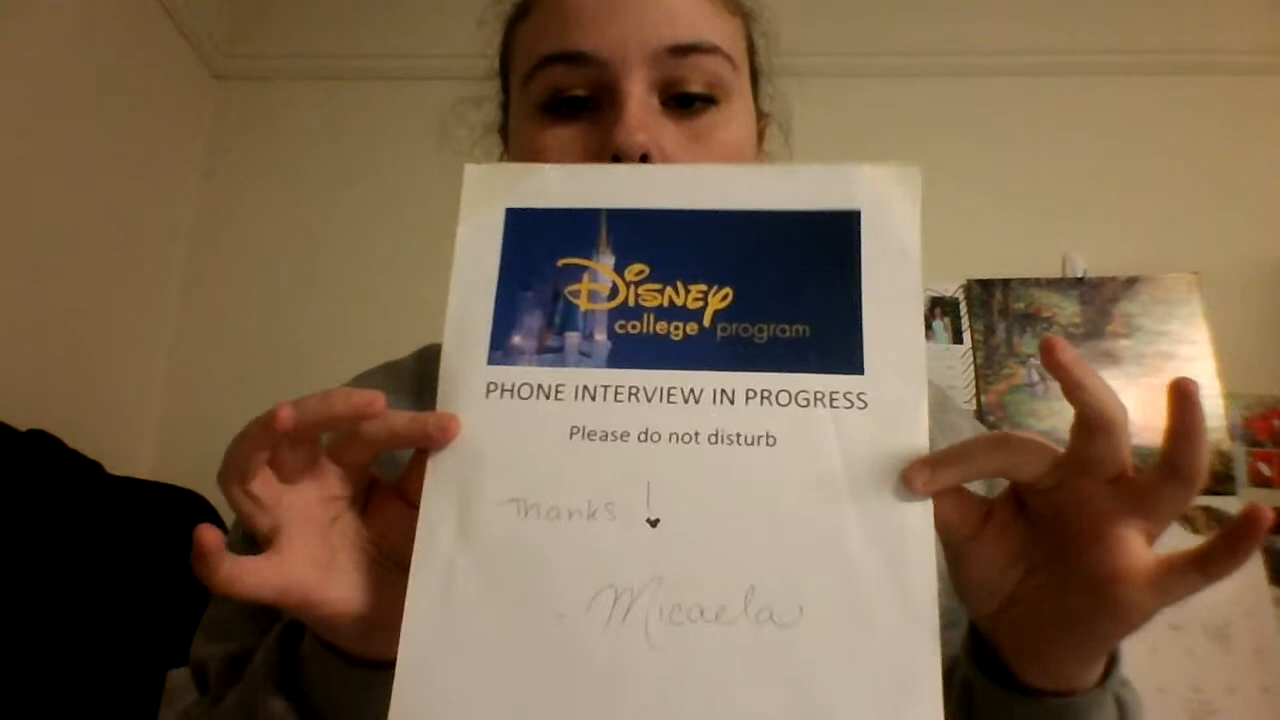 Disney
college program
PHONE INTERVIEW IN PROGRESS
Please do not disturb
Thanks !
- Micaela